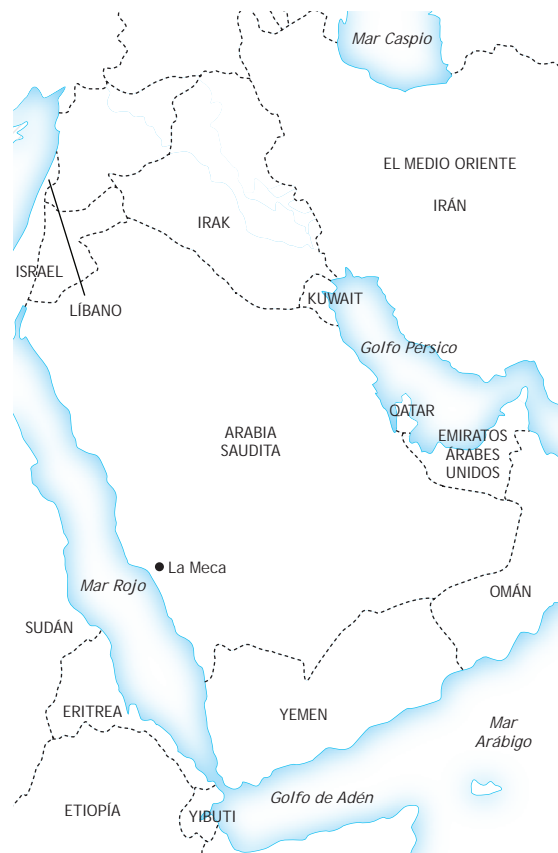 Mar Caspio
EL MEDIO ORIENTE
IRÁN
IRAK
ISRAEL
LÍBANO
KUWAIT
Golfo Pérsico
QATAR
EMIRATOS
ÁRABES
UNIDOS
ARABIA
SAUDITA
La Meca
Mar Rojo
OMÁN
SUDÁN
ERITREA
YEMEN
Mar
Arábigo
Golfo de Adén
ETIOPÍA
YIBUTI